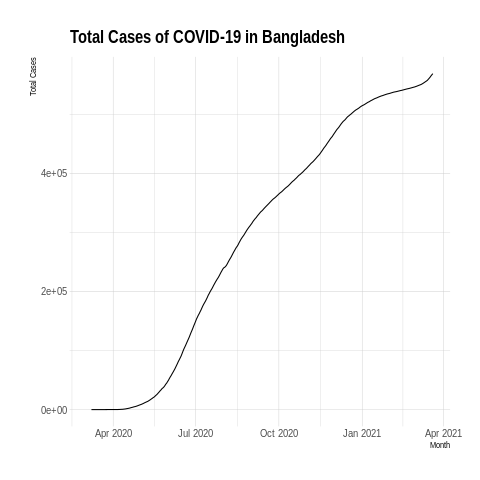 Total Cases of COVID-19 in Bangladesh
Total Cases
4e+05
2e+05
0e+00
Apr 2020 Jul 2020 Oct 2020 Jan 2021 Apr 2021
Month